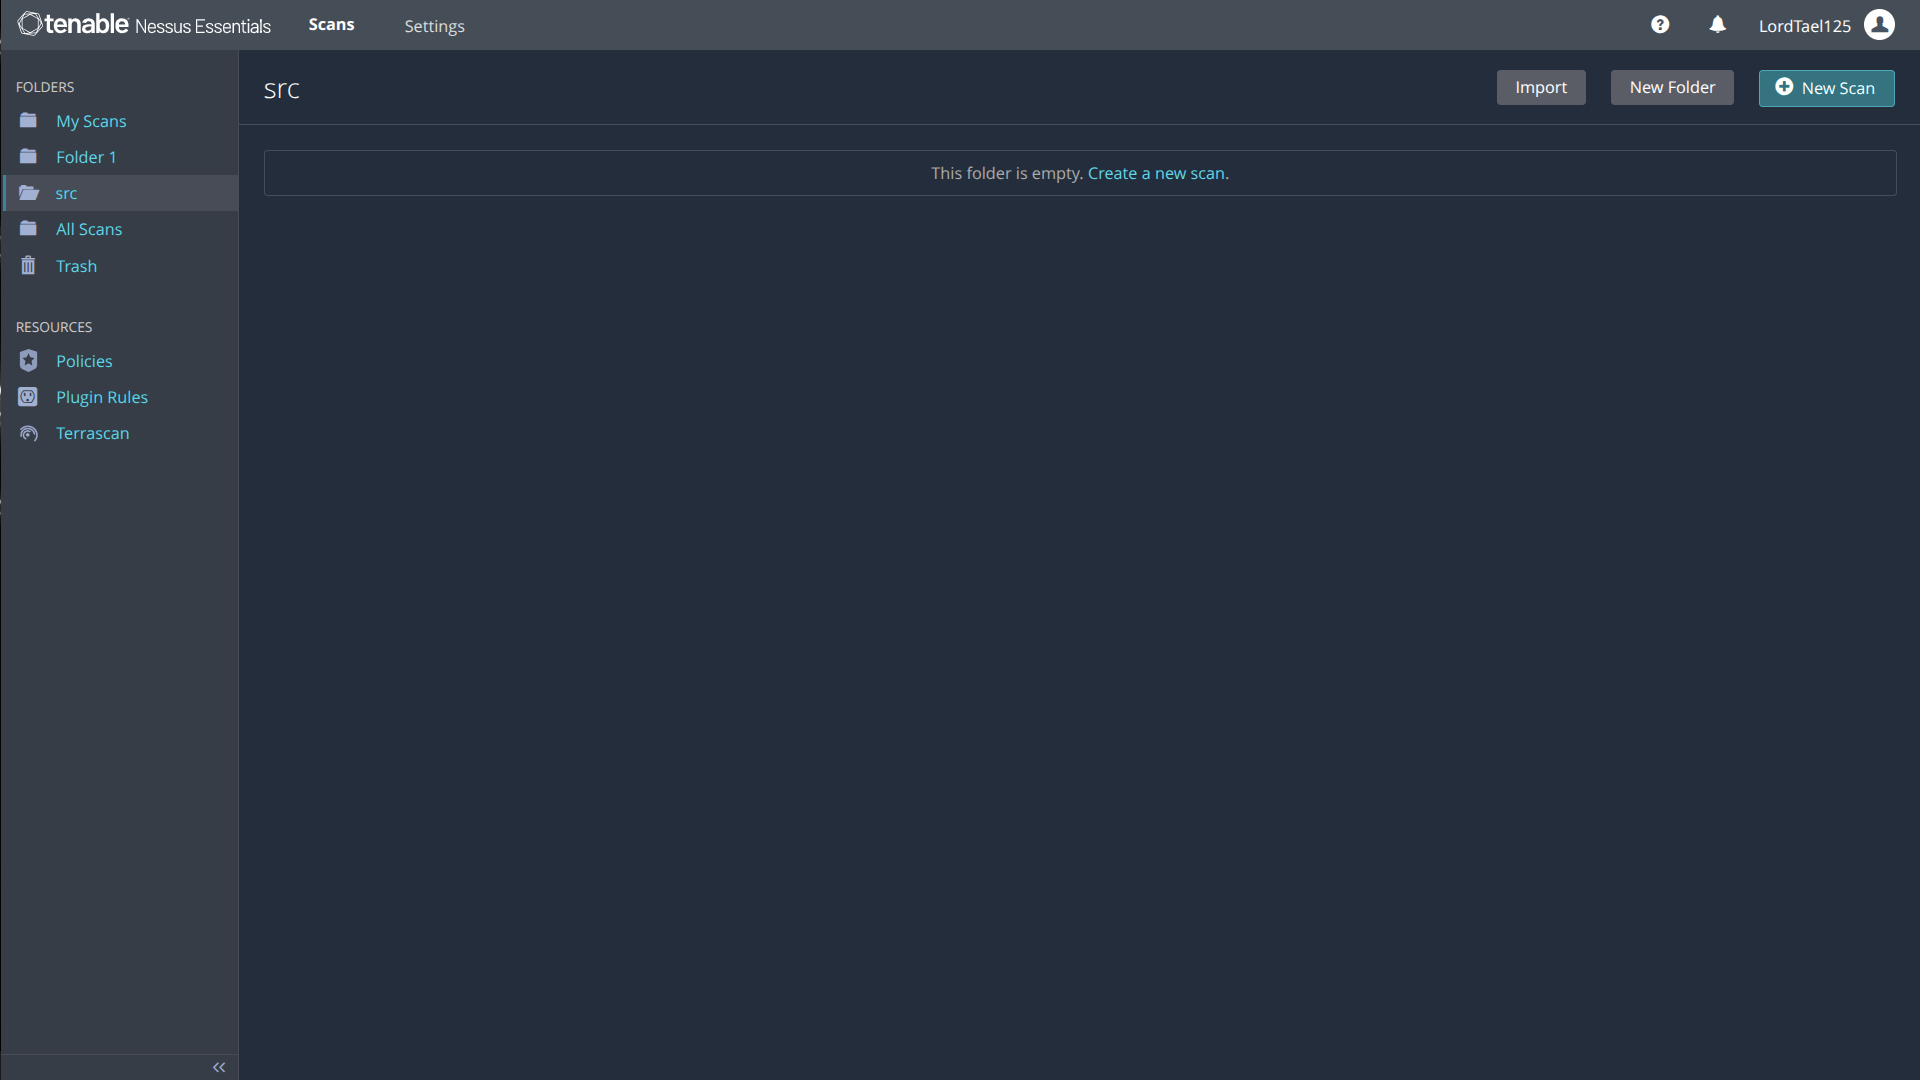 tenable Nessus Essentials Scans Settings LordTael125
FOLDERS
My Scans
Folder 1
src
All Scans
Trash
RESOURCES
Policies
Plugin Rules
Terrascan
src
Import New Folder New Scan
This folder is empty. Create a new scan.